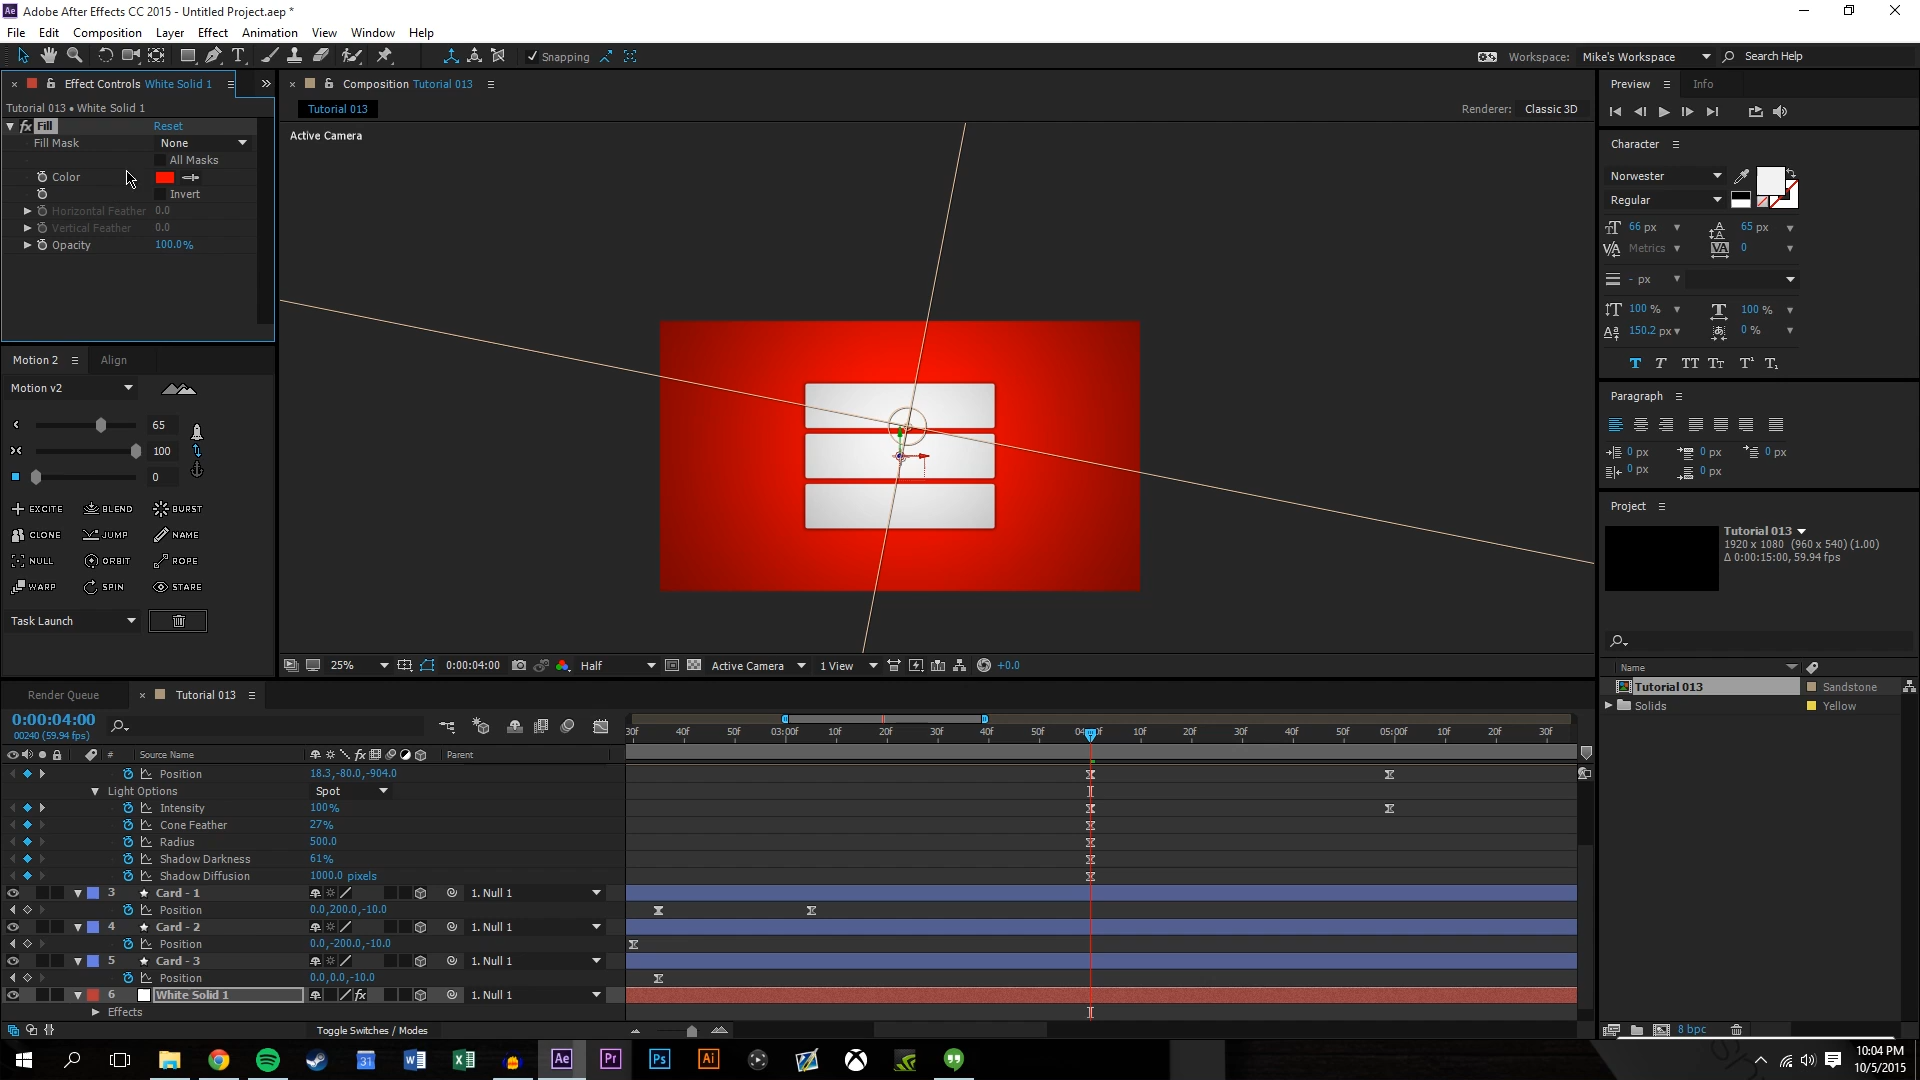 Adobe After Effects CC 2015 - Untitled Project.aep *
File Edit Composition Layer Effect Animation View Window Help
Snapping
Workspace: Mike's Workspace
Search Help
Effect Controls White Solid 1
Tutorial 013 • White Solid 1
fx Fill Reset
Fill Mask None
All Masks
Color
Invert
Horizontal Feather 0.0
Vertical Feather 0.0
Opacity 100.0%
Motion 2 Align
Motion v2
65
100
0
EXCITE BLEND BURST
CLONE JUMP NAME
NULL ORBIT ROPE
WARP SPIN STARE
Task Launch
Composition Tutorial 013
Tutorial 013
Renderer: Classic 3D
Active Camera
25% 0:00:04:00 Half Active Camera 1 View +0.0
Preview Info
Character
Norwester
Regular
66 px 65 px
Metrics 0
- px
100 % 100 %
150.2 px 0 %
T T TT Tт T¹ T₁
Paragraph
0 px 0 px 0 px
0 px 0 px
Project
Tutorial 013
1920 x 1080 (960 x 540) (1.00)
Δ 0:00:15:00, 59.94 fps
Name
Tutorial 013 Sandstone
Solids Yellow
8 bpc
Render Queue Tutorial 013
0:00:04:00
00240 (59.94 fps)
# Source Name fx Parent
30f 40f 50f 03:00f 10f 20f 30f 40f 50f 04:00f 10f 20f 30f 40f 50f 05:00f 10f 20f 30f
Position 18.3,-80.0,-904.0
Light Options Spot
Intensity 100%
Cone Feather 27%
Radius 500.0
Shadow Darkness 61%
Shadow Diffusion 1000.0 pixels
3 Card - 1 1. Null 1
Position 0.0,200.0,-10.0
4 Card - 2 1. Null 1
Position 0.0,-200.0,-10.0
5 Card - 3 1. Null 1
Position 0.0,0.0,-10.0
6 White Solid 1 fx 1. Null 1
Effects
Toggle Switches / Modes
31
Ae Pr Ps Ai
10:04 PM
10/5/2015